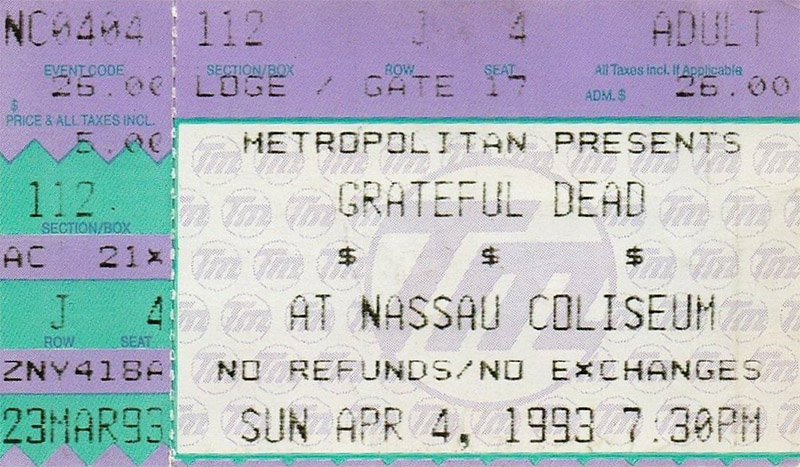 NC0404 112 J 4 ADULT
EVENT CODE SECTION/BOX ROW SEAT All Taxes Incl. If Applicable
26.00 LOGE / GATE 17 ADM. $ 26.00
$
PRICE & ALL TAXES INCL.
5.00
METROPOLITAN PRESENTS
112
GRATEFUL DEAD
SECTION/BOX
AC 21X
$ $ $
J 4
AT NASSAU COLISEUM
ROW SEAT
ZNY418A
NO REFUNDS/NO EXCHANGES
23MAR93
SUN APR 4, 1993 7.30PM